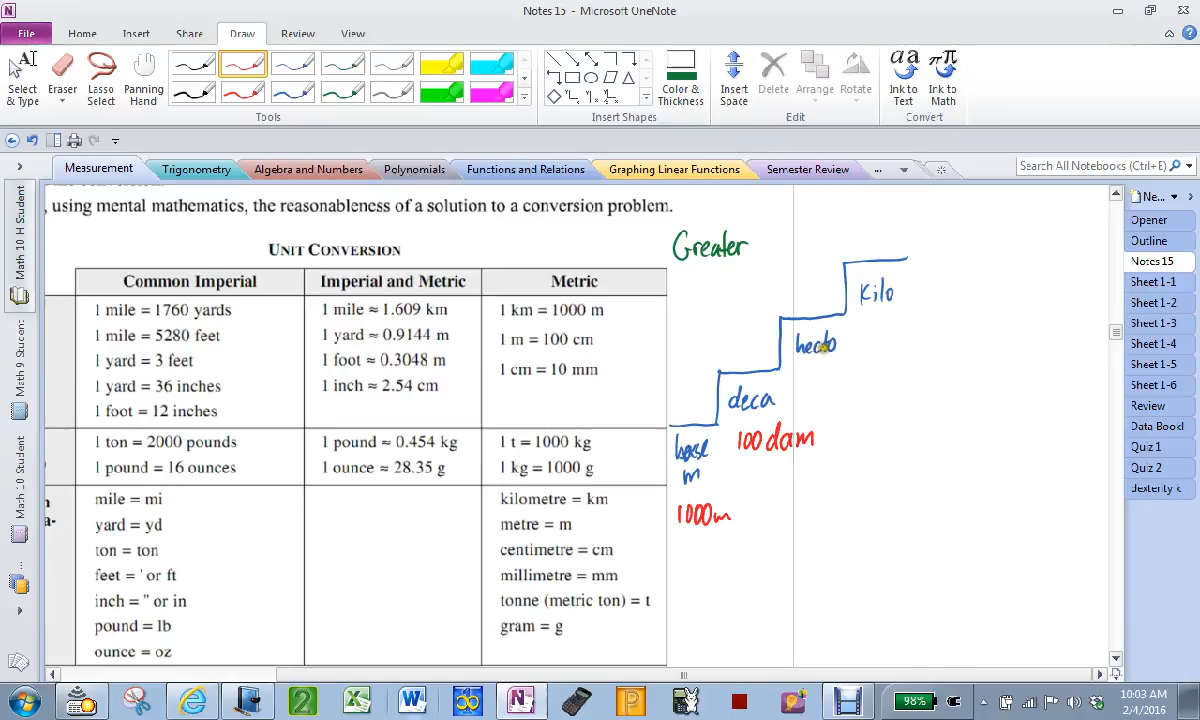 Notes 15 - Microsoft OneNote
File Home Insert Share Draw Review View
Select & Type
Eraser
Lasso Select
Panning Hand
Color & Thickness
Insert Space
Delete
Arrange
Rotate
Ink to Text
Ink to Math
Tools Insert Shapes Edit Convert
Measurement Trigonometry Algebra and Numbers Polynomials Functions and Relations Graphing Linear Functions Semester Review ...
Search All Notebooks (Ctrl+E)
Math 10 H Student
Math 9 Student
Math 10 Student
, using mental mathematics, the reasonableness of a solution to a conversion problem.
UNIT CONVERSION
Common Imperial Imperial and Metric Metric
1 mile = 1760 yards 1 mile ≈ 1.609 km 1 km = 1000 m
1 mile = 5280 feet 1 yard ≈ 0.9144 m 1 m = 100 cm
1 yard = 3 feet 1 foot ≈ 0.3048 m 1 cm = 10 mm
1 yard = 36 inches 1 inch ≈ 2.54 cm
1 foot = 12 inches
1 ton = 2000 pounds 1 pound ≈ 0.454 kg 1 t = 1000 kg
1 pound = 16 ounces 1 ounce ≈ 28.35 g 1 kg = 1000 g
mile = mi kilometre = km
yard = yd metre = m
ton = ton centimetre = cm
feet = ' or ft millimetre = mm
inch = " or in tonne (metric ton) = t
pound = lb gram = g
ounce = oz
Greater
kilo
hecto
deca
100 dam
base
m
1000m
Ne...
Opener
Outline
Notes 15
Sheet 1-1
Sheet 1-2
Sheet 1-3
Sheet 1-4
Sheet 1-5
Sheet 1-6
Review
Data Bookl
Quiz 1
Quiz 2
dexterity k
98%
10:03 AM
2/4/2016